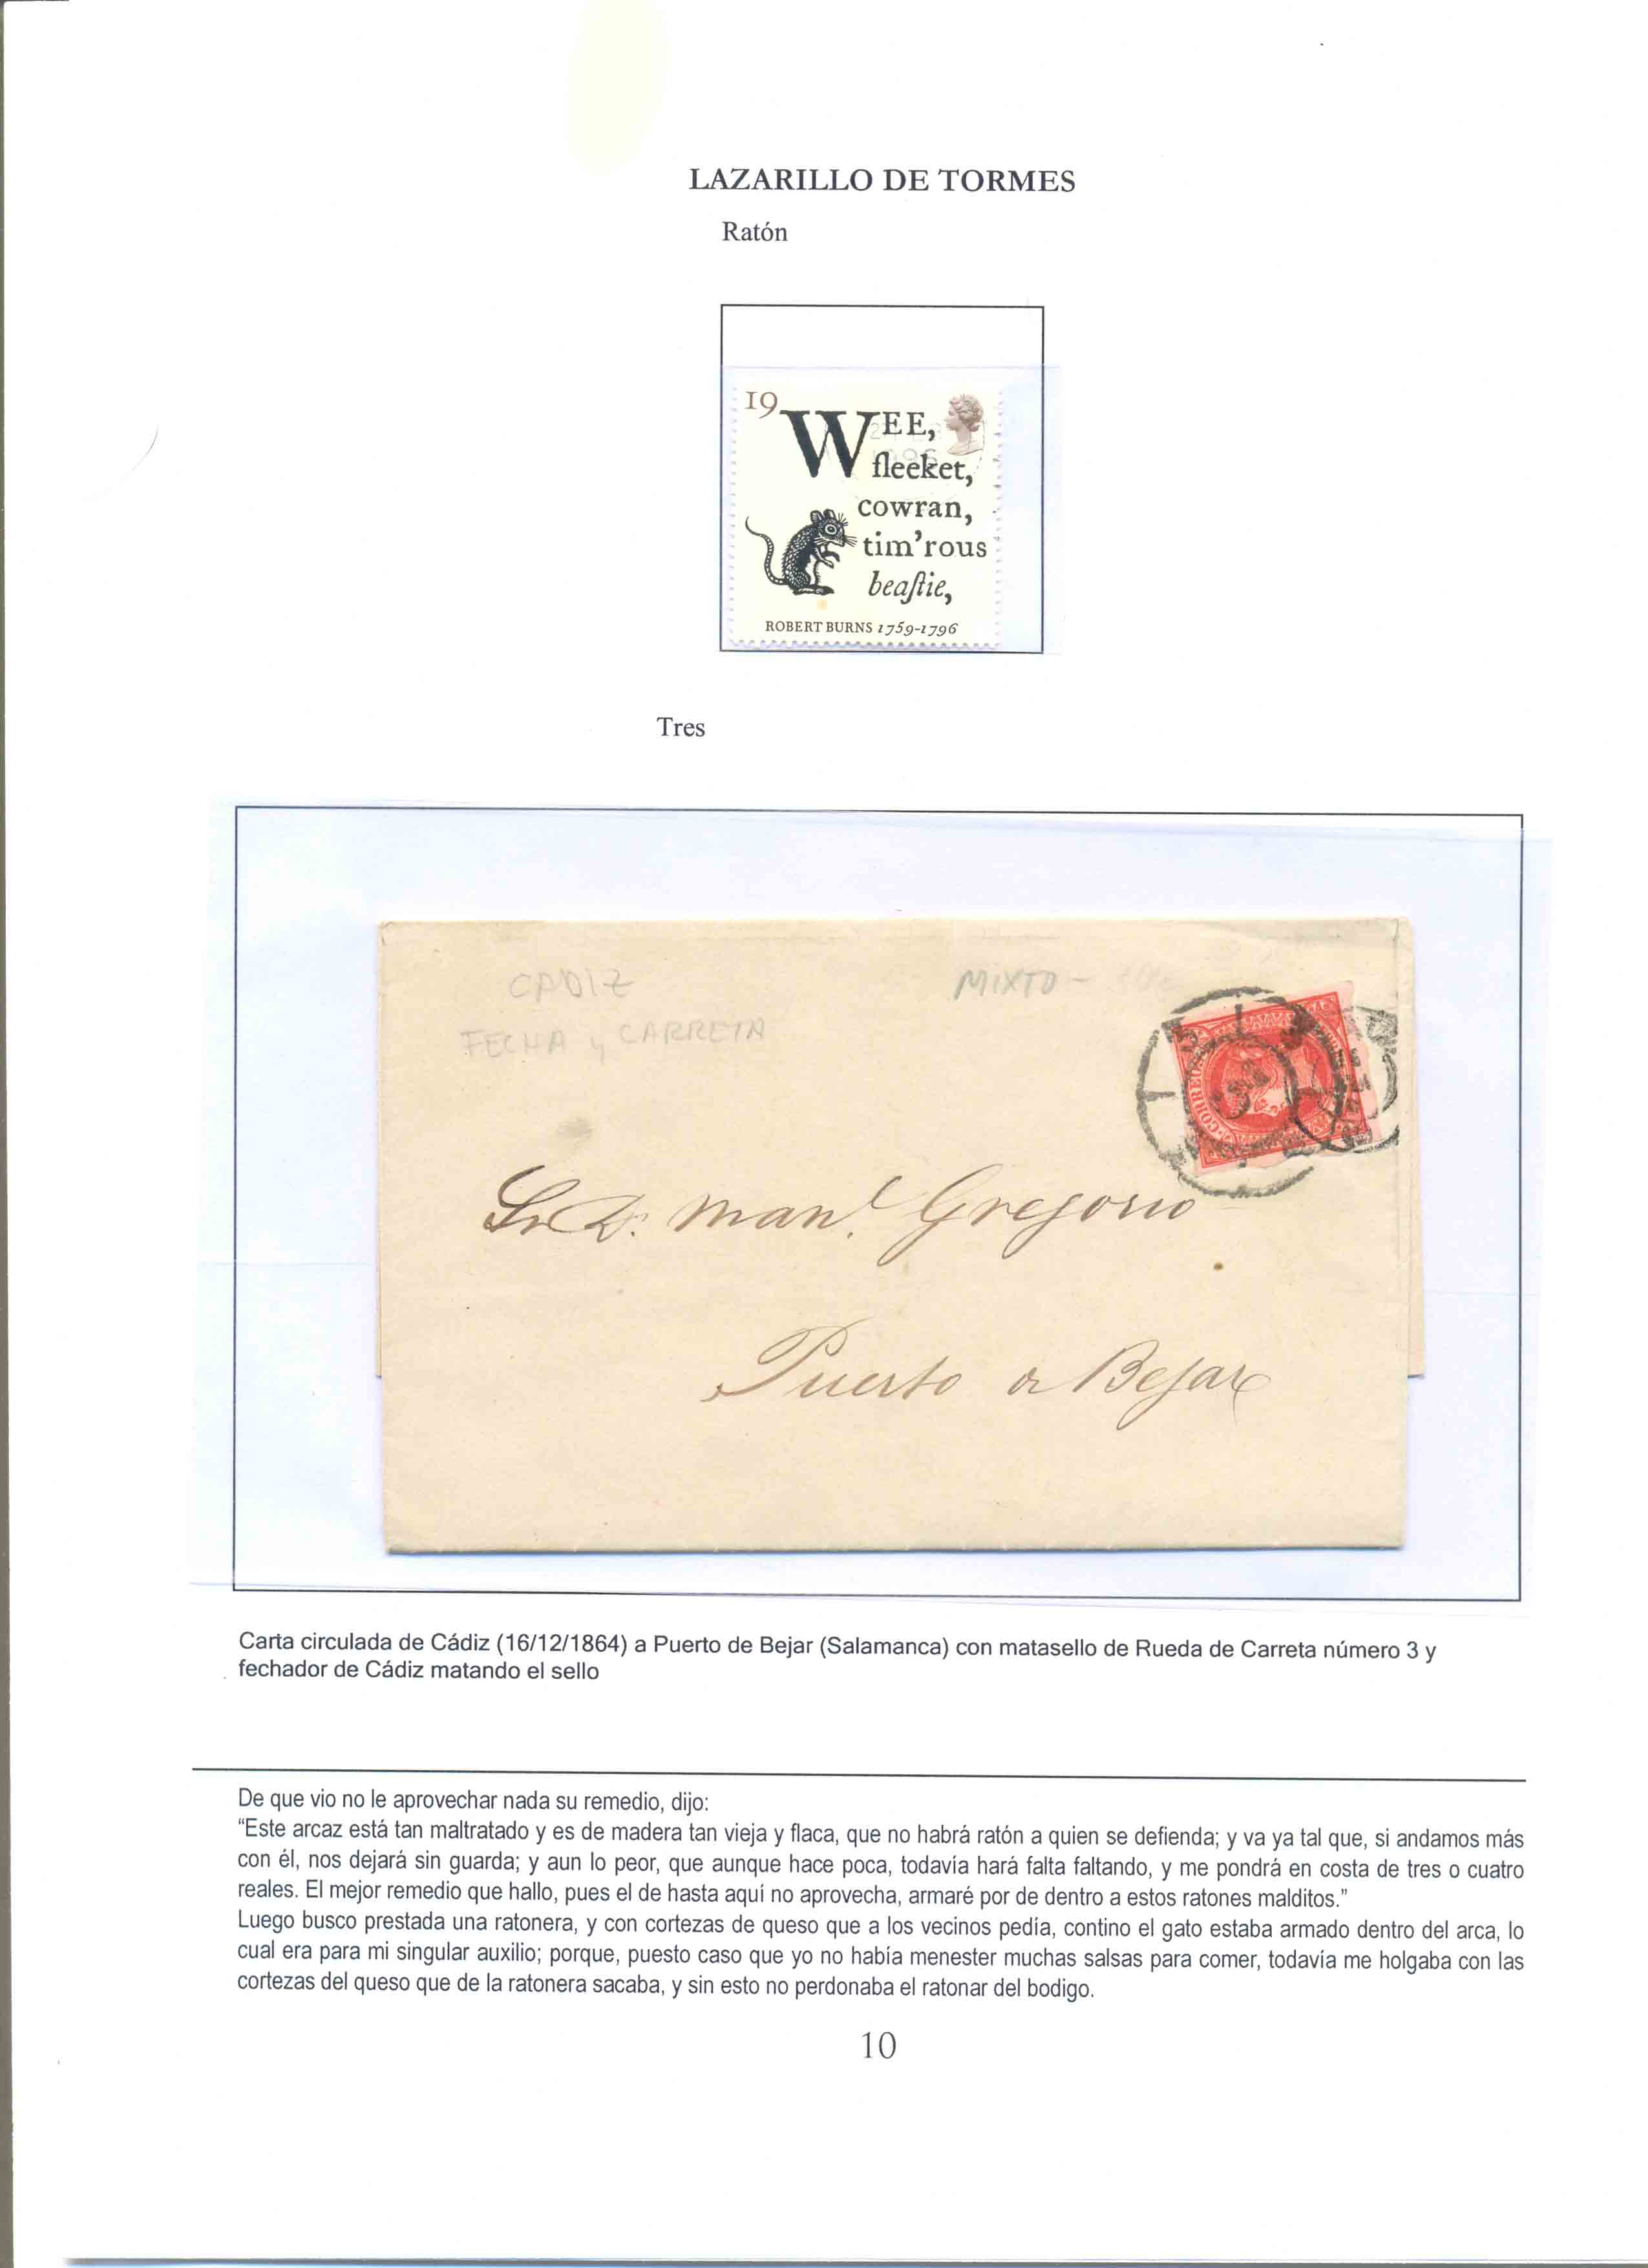 LAZARILLO DE TORMES
Ratón
19
WEE,
fleeket,
cowran,
tim'rous
beaſtie,
ROBERT BURNS 1759-1796
Tres
CADIZ
MIXTO -
FECHA y CARRETA
CORREOS
Sr D. Man.l Gregorio
Puerto de Bejar
Carta circulada de Cádiz (16/12/1864) a Puerto de Bejar (Salamanca) con matasello de Rueda de Carreta número 3 y
fechador de Cádiz matando el sello
De que vio no le aprovechar nada su remedio, dijo:
“Este arcaz está tan maltratado y es de madera tan vieja y flaca, que no habrá ratón a quien se defienda; y va ya tal que, si andamos más
con él, nos dejará sin guarda; y aun lo peor, que aunque hace poca, todavía hará falta faltando, y me pondrá en costa de tres o cuatro
reales. El mejor remedio que hallo, pues el de hasta aquí no aprovecha, armaré por de dentro a estos ratones malditos.”
Luego busco prestada una ratonera, y con cortezas de queso que a los vecinos pedía, contino el gato estaba armado dentro del arca, lo
cual era para mi singular auxilio; porque, puesto caso que yo no había menester muchas salsas para comer, todavía me holgaba con las
cortezas del queso que de la ratonera sacaba, y sin esto no perdonaba el ratonar del bodigo.
10